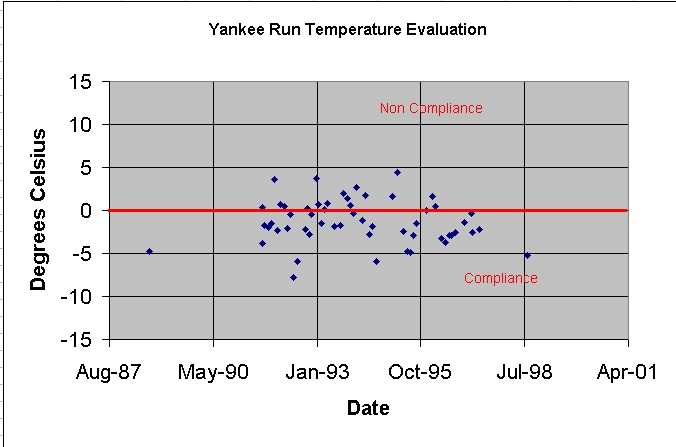 Yankee Run Temperature Evaluation
15
Non Compliance
10
5
0
-5
Compliance
-10
-15
Degrees Celsius
Aug-87 May-90 Jan-93 Oct-95 Jul-98 Apr-01
Date